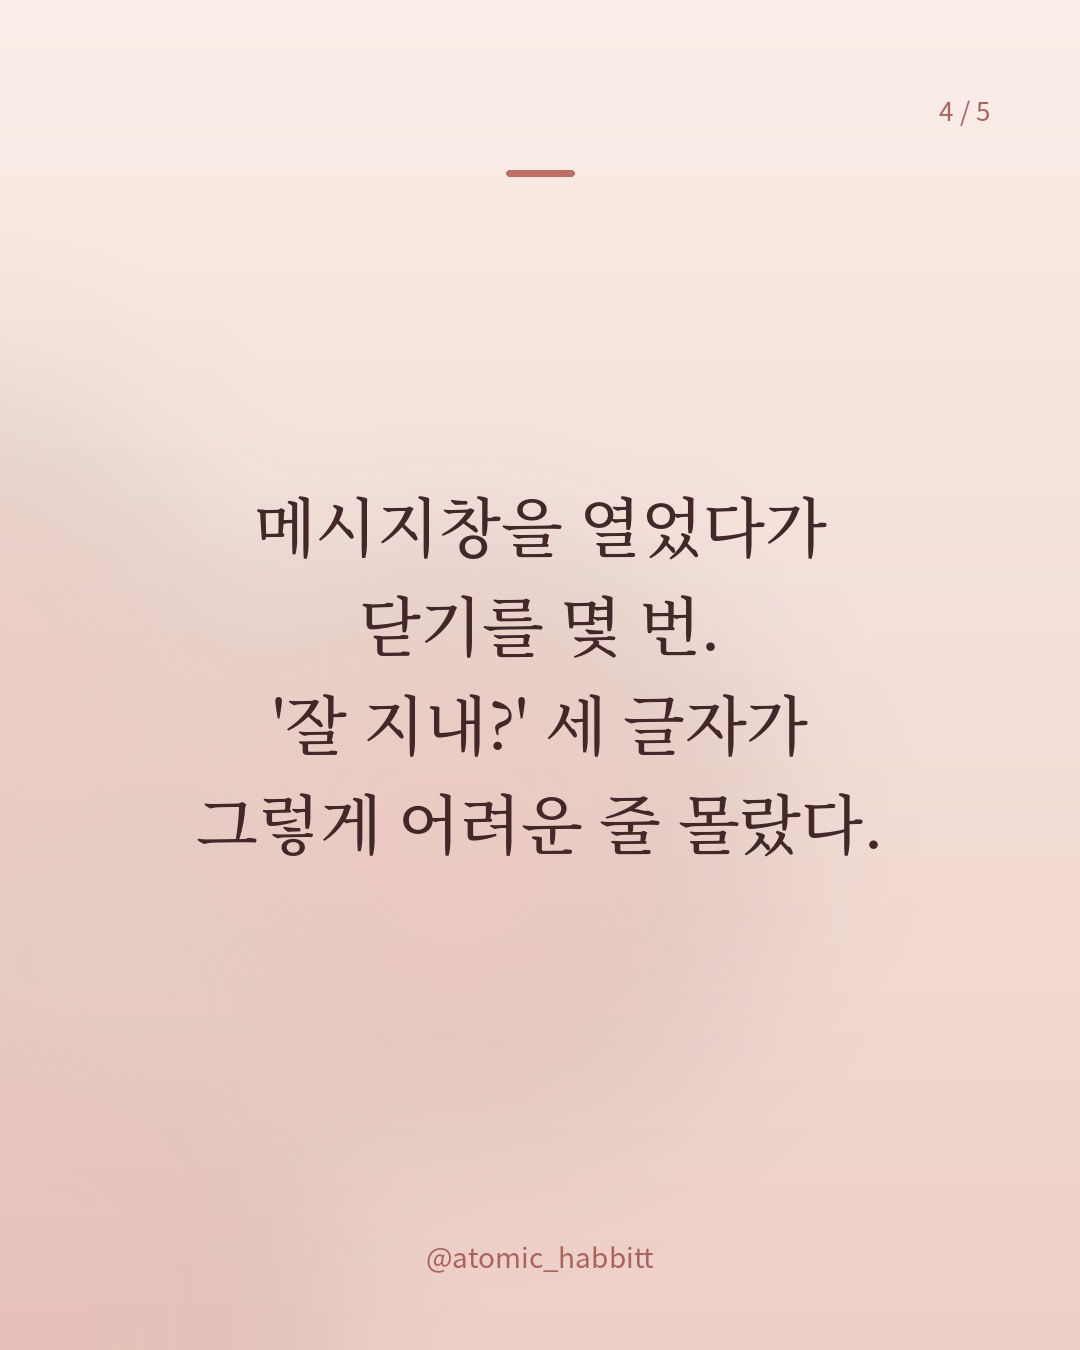 4 / 5
메시지창을 열었다가
닫기를 몇 번.
'잘 지내?' 세 글자가
그렇게 어려운 줄 몰랐다.
@atomic_habbitt